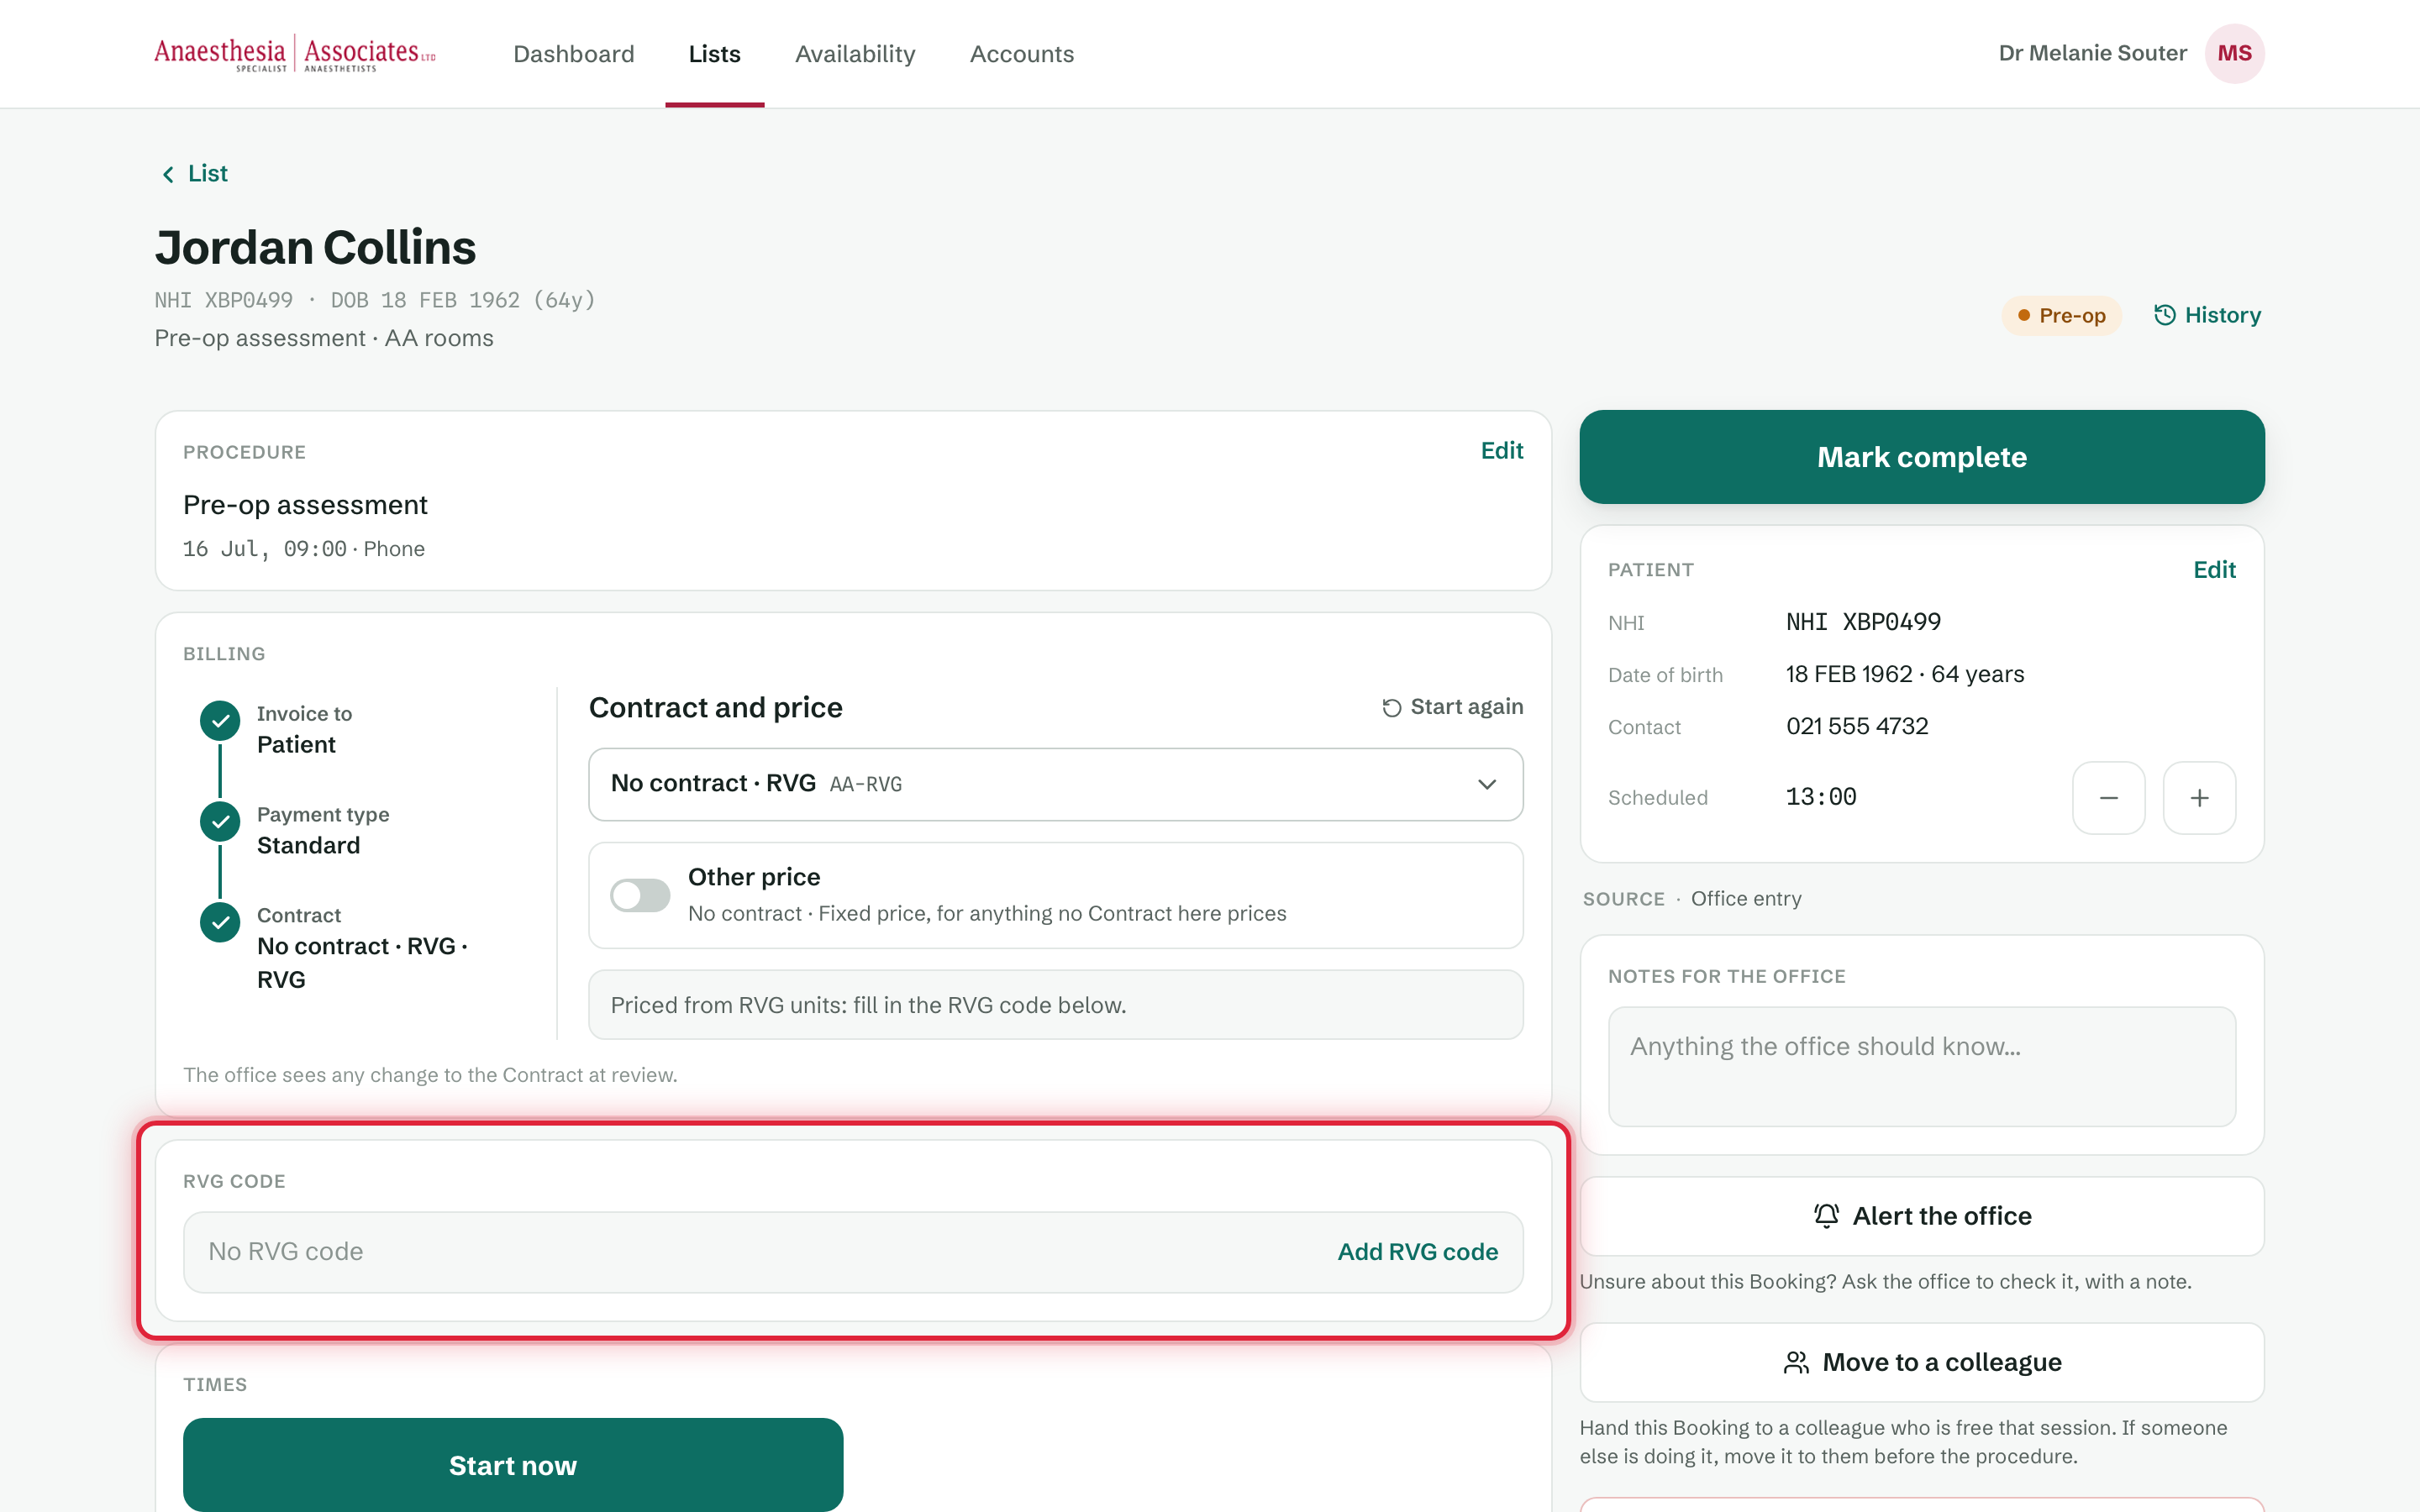 Anaesthesia Associates LTD
SPECIALIST ANAESTHETISTS
Dashboard
Lists
Availability
Accounts
Dr Melanie Souter
MS
List
Jordan Collins
NHI XBP0499 · DOB 18 FEB 1962 (64y)
Pre-op assessment · AA rooms
Pre-op
History
PROCEDURE
Edit
Pre-op assessment
16 Jul, 09:00 · Phone
BILLING
Invoice to
Patient
Payment type
Standard
Contract
No contract · RVG ·
RVG
Contract and price
Start again
No contract · RVG AA-RVG
Other price
No contract · Fixed price, for anything no Contract here prices
Priced from RVG units: fill in the RVG code below.
The office sees any change to the Contract at review.
RVG CODE
No RVG code
Add RVG code
TIMES
Start now
Mark complete
PATIENT
Edit
NHI
NHI XBP0499
Date of birth
18 FEB 1962 · 64 years
Contact
021 555 4732
Scheduled
13:00
SOURCE · Office entry
NOTES FOR THE OFFICE
Anything the office should know...
Alert the office
Unsure about this Booking? Ask the office to check it, with a note.
Move to a colleague
Hand this Booking to a colleague who is free that session. If someone
else is doing it, move it to them before the procedure.